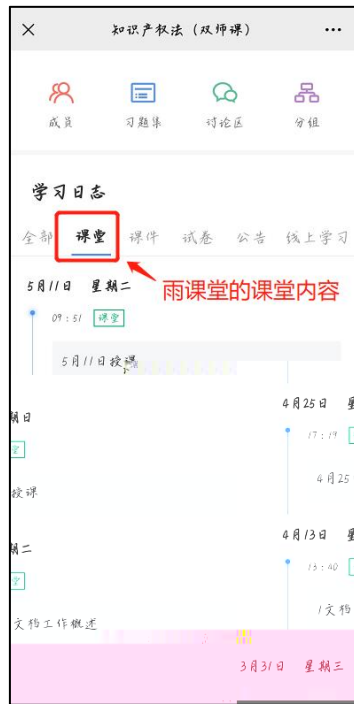 知识产权法（双师课）
成员 习题集 讨论区 分组
学习日志
全部 课堂 课件 试卷 公告 线上学习
5月11日 星期二
雨课堂的课堂内容
09:51 课堂
5月11日授课
4月25日
期日
17:19
4月25
授课
4月13日
期二
13:40
1文档
文档工作概述
3月31日 星期三